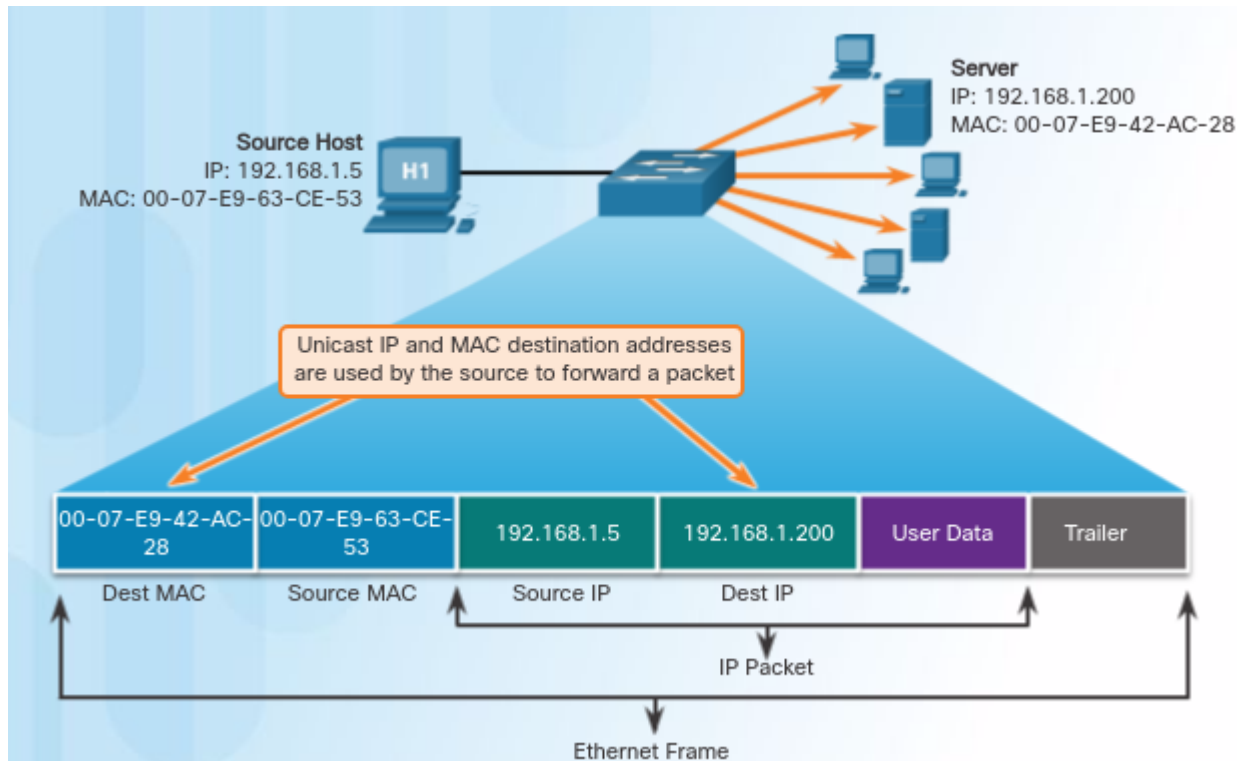 Server
IP: 192.168.1.200
MAC: 00-07-E9-42-AC-28
Source Host
IP: 192.168.1.5
MAC: 00-07-E9-63-CE-53
H1
Unicast IP and MAC destination addresses
are used by the source to forward a packet
00-07-E9-42-AC-
28
00-07-E9-63-CE-
53
192.168.1.5
192.168.1.200
User Data
Trailer
Dest MAC
Source MAC
Source IP
Dest IP
IP Packet
Ethernet Frame